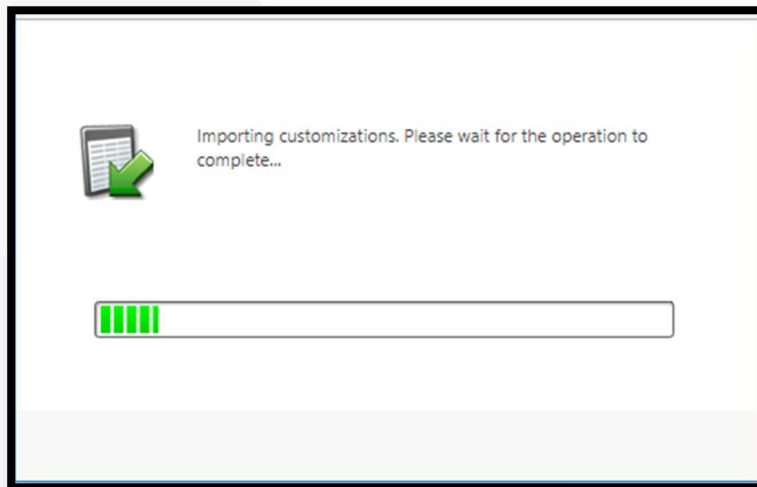 Importing customizations. Please wait for the operation to
complete...